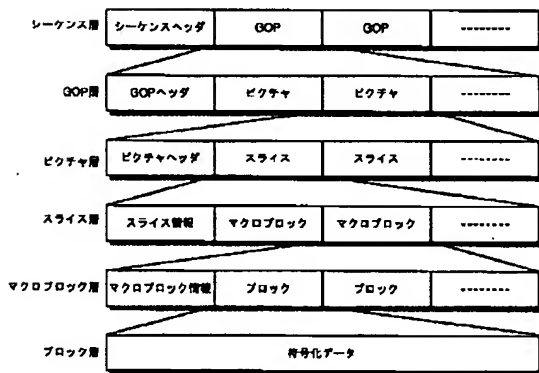 シーケンス層 シーケンスヘッダ GOP GOP --------
GOP層 GOPヘッダ ピクチャ ピクチャ --------
ピクチャ層 ピクチャヘッダ スライス スライス --------
スライス層 スライス情報 マクロブロック マクロブロック --------
マクロブロック層 マクロブロック情報 ブロック ブロック --------
ブロック層 符号化データ